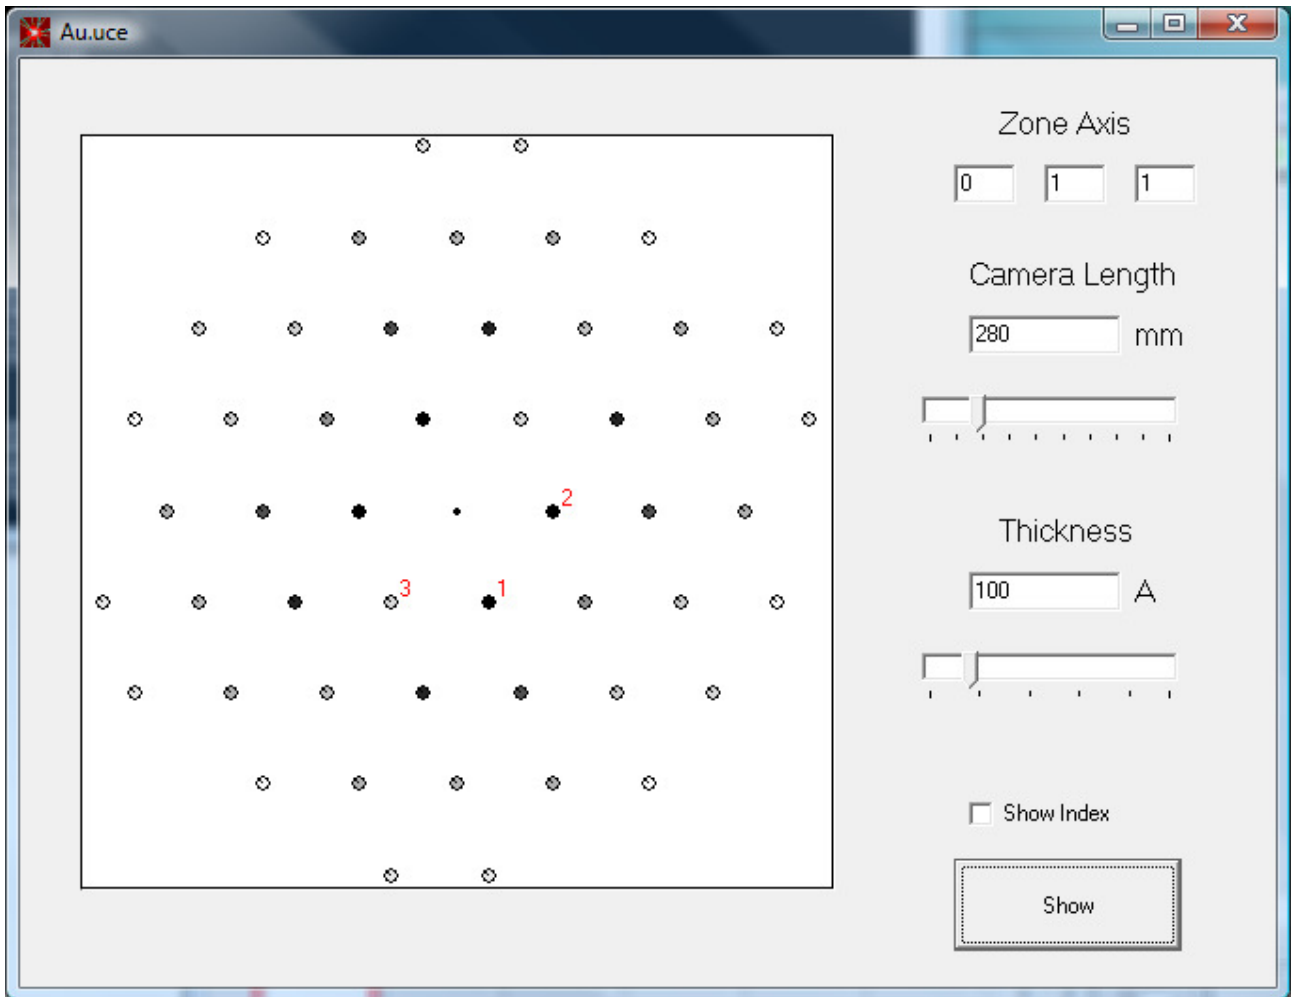 Au.uce
Zone Axis
0 1 1
Camera Length
280 mm
2
Thickness
3 1
100 A
Show Index
Show